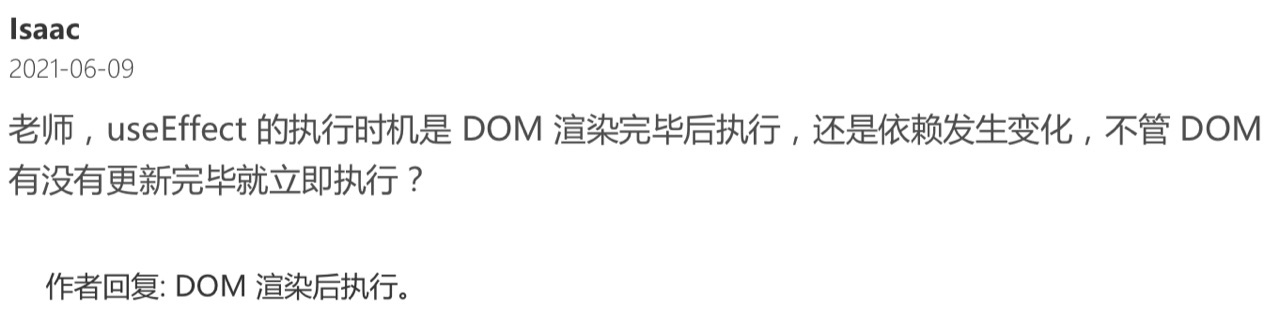 Isaac
2021-06-09
老师，useEffect 的执行时机是 DOM 渲染完毕后执行，还是依赖发生变化，不管 DOM
有没有更新完毕就立即执行？
作者回复: DOM 渲染后执行。